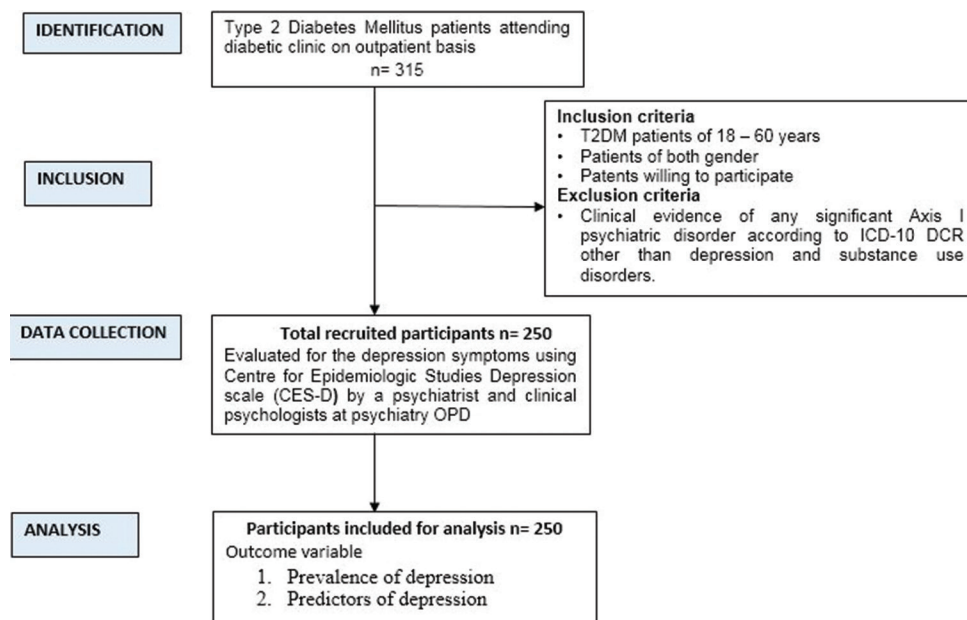 IDENTIFICATION
Type 2 Diabetes Mellitus patients attending
diabetic clinic on outpatient basis
n= 315
Inclusion criteria
• T2DM patients of 18 – 60 years
• Patients of both gender
• Patents willing to participate
Exclusion criteria
• Clinical evidence of any significant Axis I
psychiatric disorder according to ICD-10 DCR
other than depression and substance use
disorders.
INCLUSION
DATA COLLECTION
Total recruited participants n= 250
Evaluated for the depression symptoms using
Centre for Epidemiologic Studies Depression
scale (CES-D) by a psychiatrist and clinical
psychologists at psychiatry OPD
ANALYSIS
Participants included for analysis n= 250
Outcome variable
1. Prevalence of depression
2. Predictors of depression